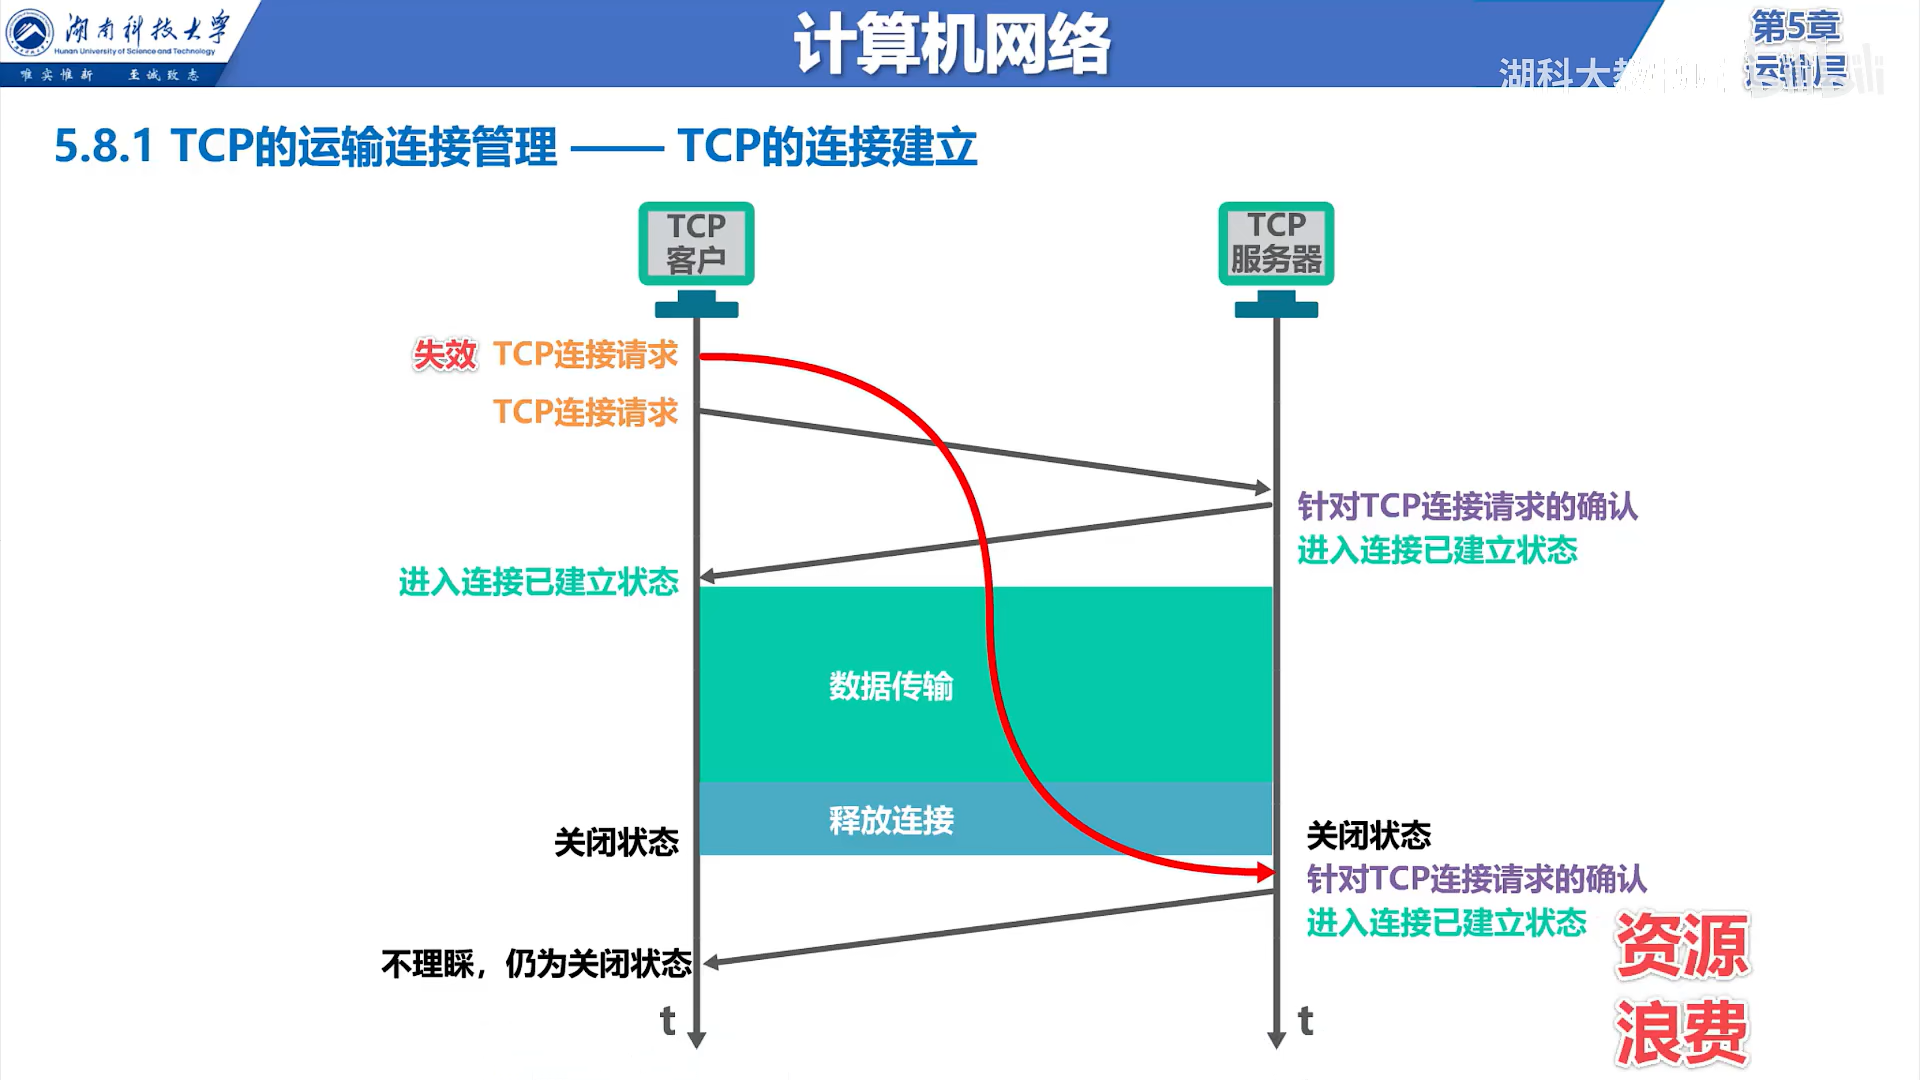 湖南科技大学
Hunan University of Science and Technology
唯实惟新 至诚致志
计算机网络
第5章
运输层
湖科大教
5.8.1 TCP的运输连接管理 —— TCP的连接建立
TCP
客户
TCP
服务器
失效 TCP连接请求
TCP连接请求
针对TCP连接请求的确认
进入连接已建立状态
进入连接已建立状态
数据传输
释放连接
关闭状态
关闭状态
针对TCP连接请求的确认
进入连接已建立状态
不理睬，仍为关闭状态
资源
浪费
t
t